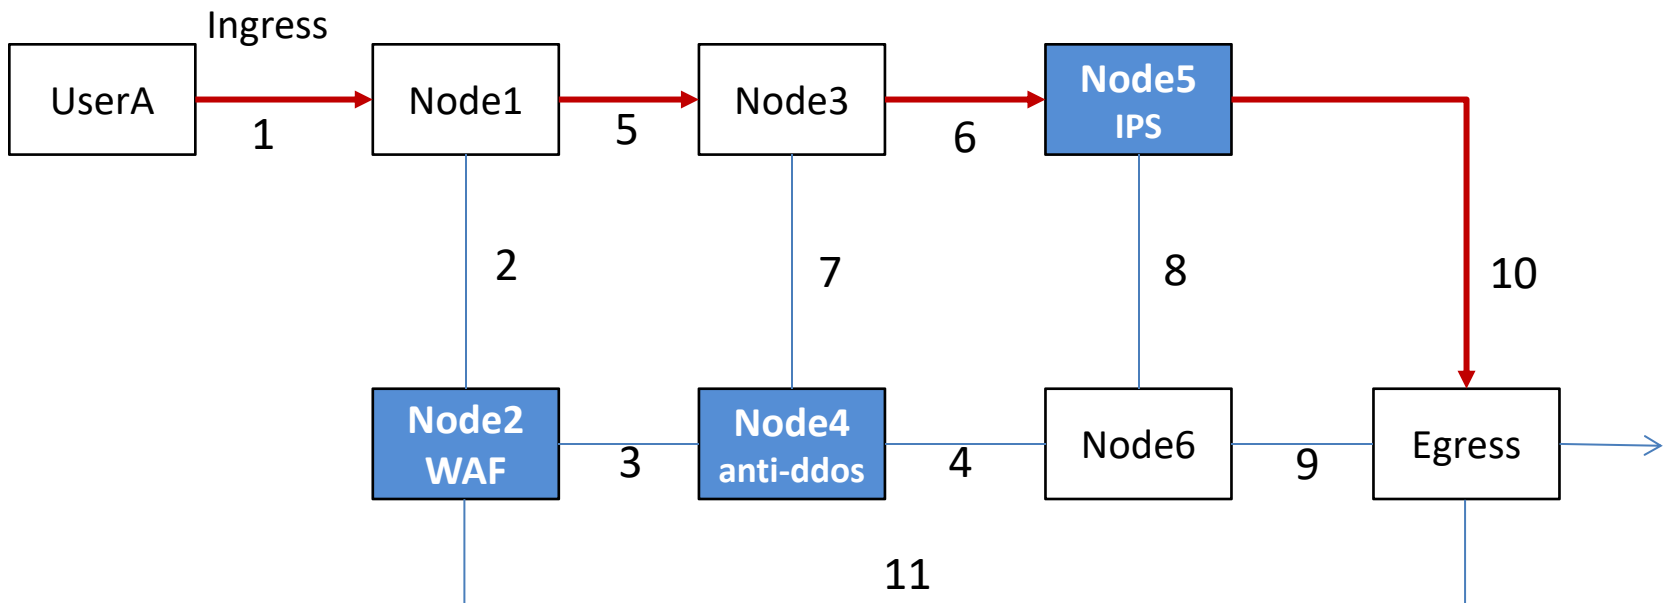 Ingress
UserA
Node1
Node3
Node5
IPS
1
5
6
2
7
8
10
Node2
WAF
Node4
anti-ddos
Node6
Egress
3
4
9
11